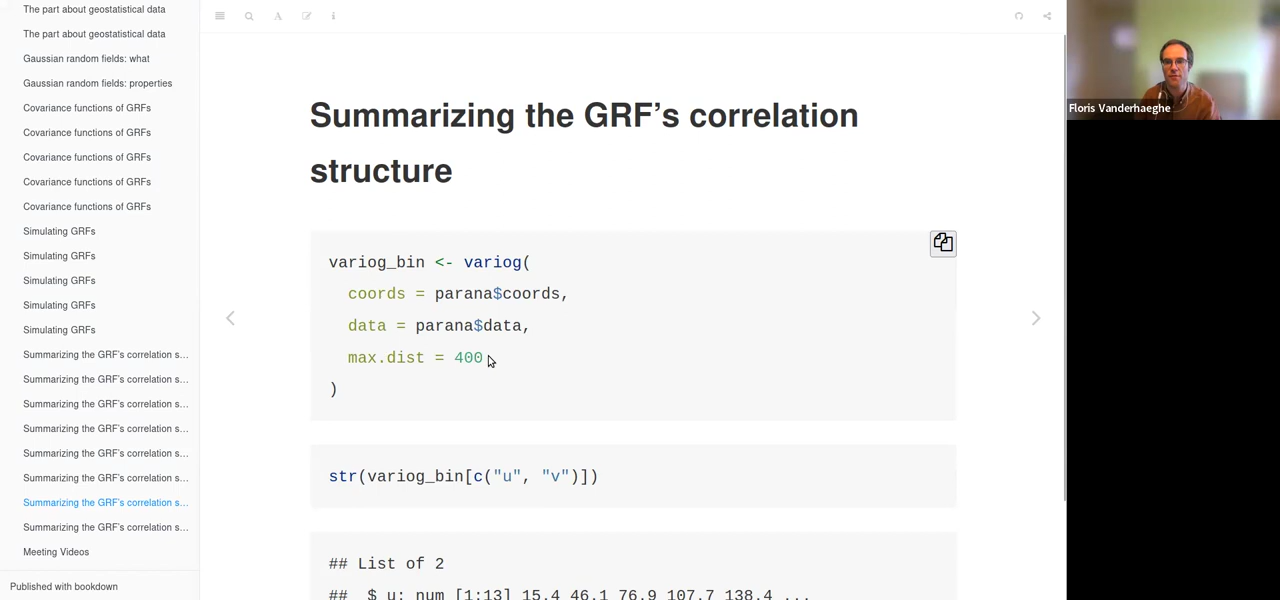 The part about geostatistical data
The part about geostatistical data
Gaussian random fields: what
Gaussian random fields: properties
Covariance functions of GRFs
Covariance functions of GRFs
Covariance functions of GRFs
Covariance functions of GRFs
Covariance functions of GRFs
Simulating GRFs
Simulating GRFs
Simulating GRFs
Simulating GRFs
Simulating GRFs
Summarizing the GRF's correlation s...
Summarizing the GRF's correlation s...
Summarizing the GRF's correlation s...
Summarizing the GRF's correlation s...
Summarizing the GRF's correlation s...
Summarizing the GRF's correlation s...
Summarizing the GRF's correlation s...
Summarizing the GRF's correlation s...
Meeting Videos
Published with bookdown
Summarizing the GRF's correlation
structure
variog_bin <- variog(
coords = parana$coords,
data = parana$data,
max.dist = 400
)
str(variog_bin[c("u", "v")])
## List of 2
##  $ u: num [1:13] 15.4 46.1 76.9 107.7 138.4 ...
Floris Vanderhaeghe